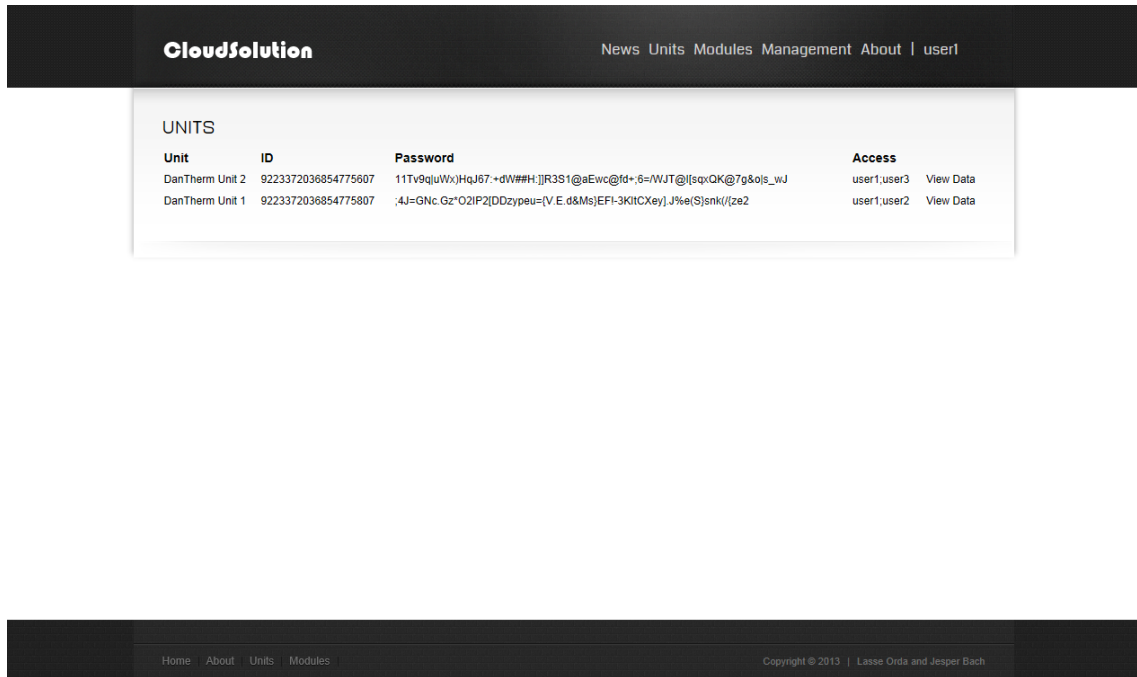 CloudSolution
News Units Modules Management About | user1
UNITS
Unit ID Password Access
DanTherm Unit 2 9223372036854775607 11Tv9q|uWx)HqJ67:+dW##H:]]R3S1@aEwc@fd+;6=/WJT@I[sqxQK@7g&o|s_wJ user1;user3 View Data
DanTherm Unit 1 9223372036854775807 ;4J=GNc.Gz*O2IP2[DDzypeu={V.E.d&Ms}EFI-3KItCXey].J%e(S}snk(/{ze2 user1;user2 View Data
Home | About | Units | Modules |
Copyright © 2013 | Lasse Orda and Jesper Bach